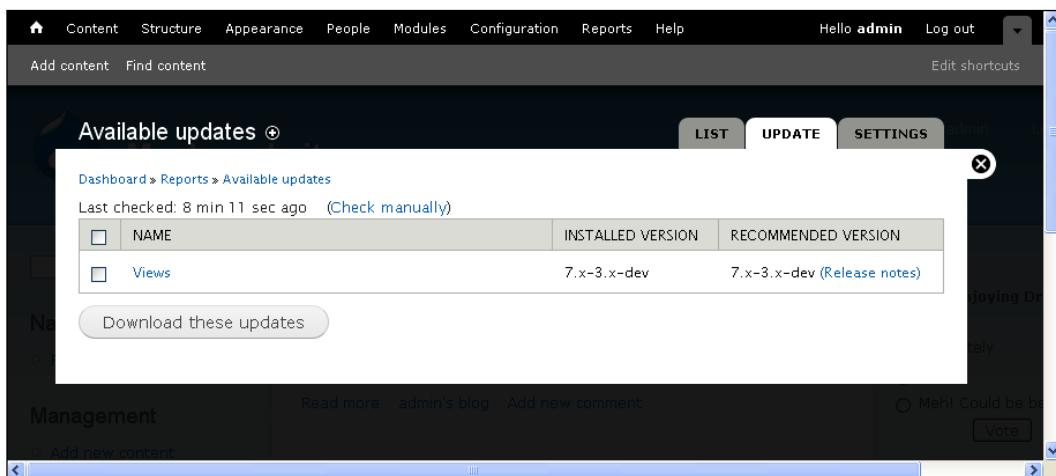 Content Structure Appearance People Modules Configuration Reports Help Hello admin Log out
Add content Find content Edit shortcuts
Available updates
LIST UPDATE SETTINGS
Dashboard » Reports » Available updates
Last checked: 8 min 11 sec ago (Check manually)
NAME INSTALLED VERSION RECOMMENDED VERSION
Views 7.x-3.x-dev 7.x-3.x-dev (Release notes)
Download these updates
Read more admin's blog Add new comment
Meh! Could be be
Management
Vote
Add new content